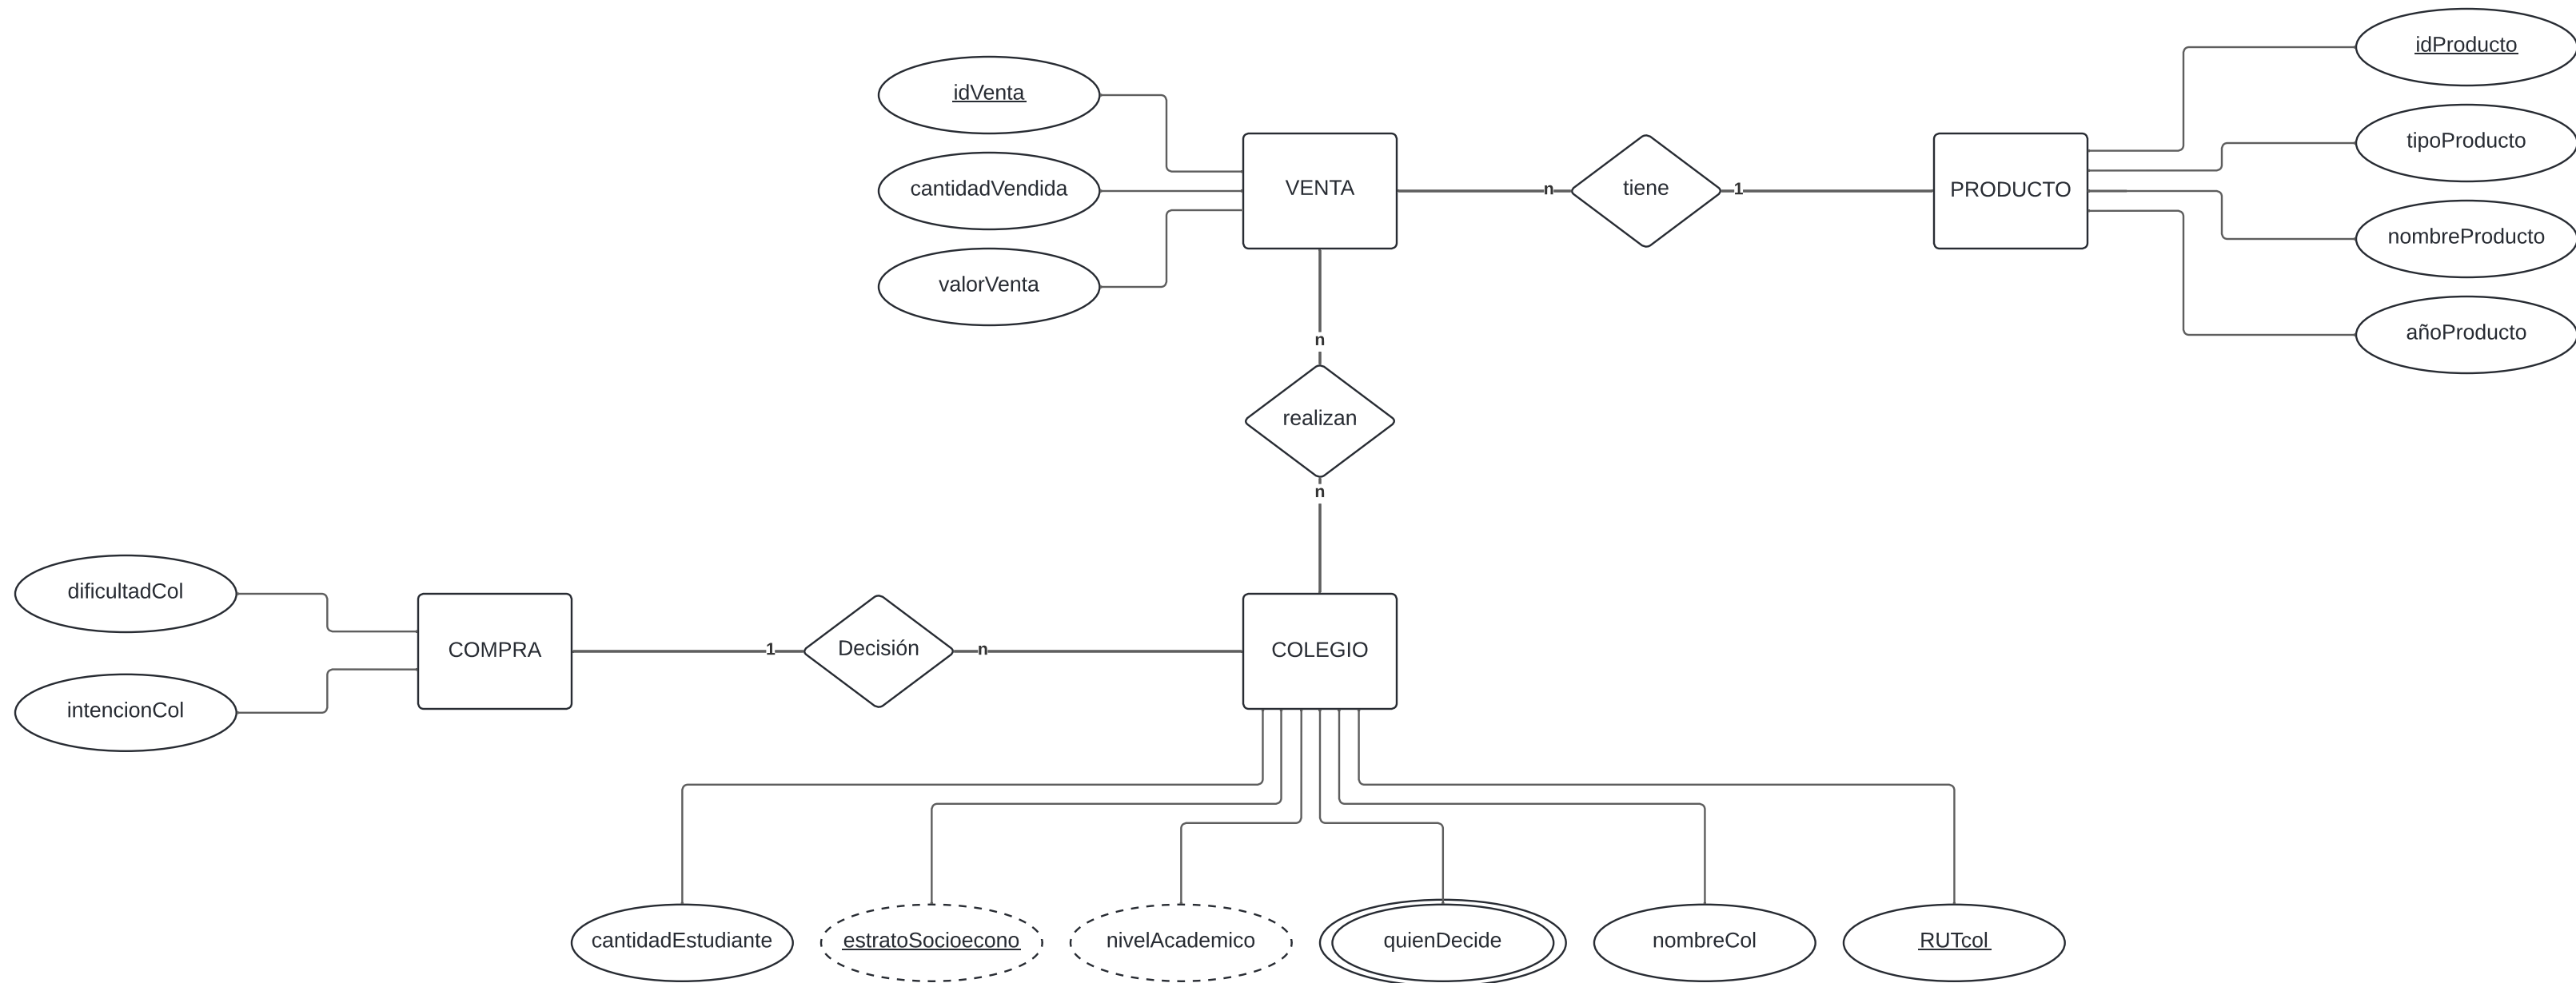 idProducto
idVenta
tipoProducto
cantidadVendida
VENTA
n
tiene
1
PRODUCTO
nombreProducto
valorVenta
añoProducto
n
realizan
n
dificultadCol
COMPRA
1
Decisión
n
COLEGIO
intencionCol
cantidadEstudiante
estratoSocioecono
nivelAcademico
quienDecide
nombreCol
RUTcol